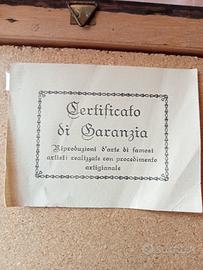 Certificato
di Garanzia
Riproduzioni d'arte di famosi
artisti realizzate con procedimento
artigianale